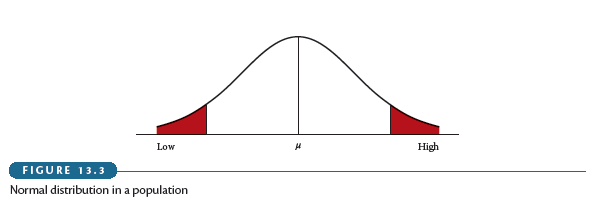 Low μ High
FIGURE 13.3
Normal distribution in a population